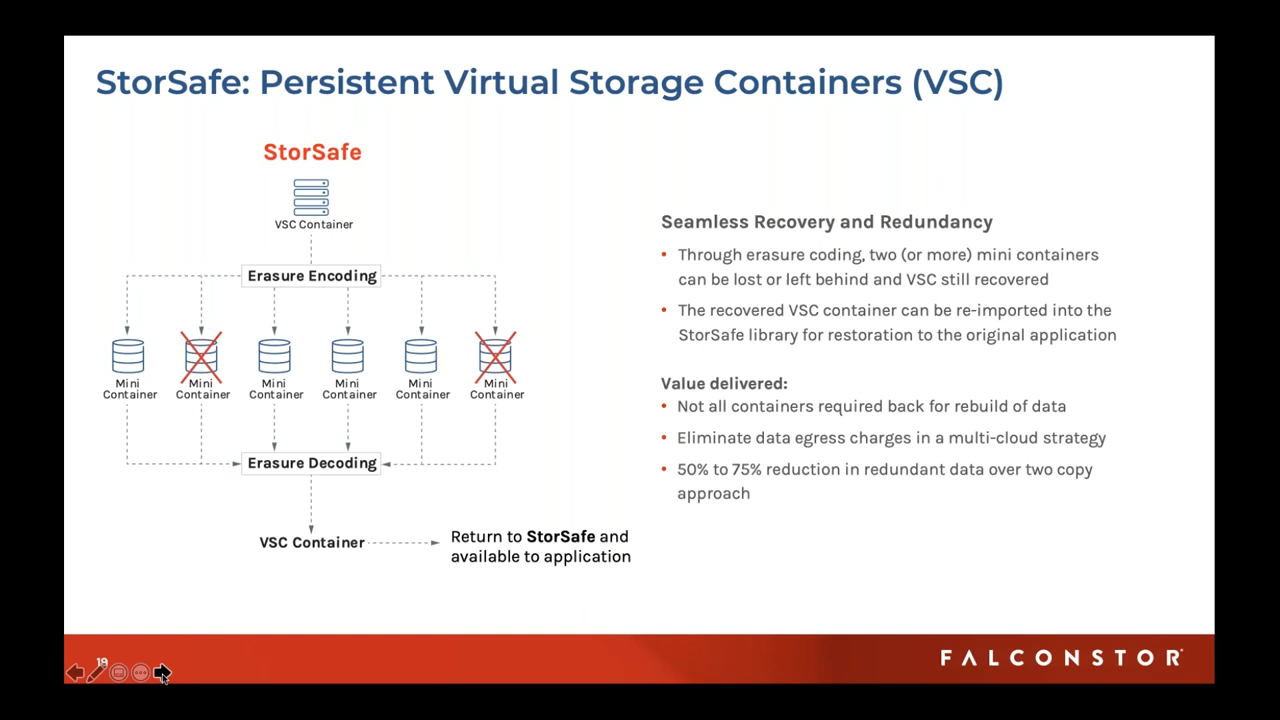 StorSafe: Persistent Virtual Storage Containers (VSC)
StorSafe
VSC Container
Erasure Encoding
Mini Container
Mini Container
Mini Container
Mini Container
Mini Container
Mini Container
Erasure Decoding
VSC Container
Return to StorSafe and
available to application
Seamless Recovery and Redundancy
• Through erasure coding, two (or more) mini containers
can be lost or left behind and VSC still recovered
• The recovered VSC container can be re-imported into the
StorSafe library for restoration to the original application
Value delivered:
• Not all containers required back for rebuild of data
• Eliminate data egress charges in a multi-cloud strategy
• 50% to 75% reduction in redundant data over two copy
approach
19
FALCONSTOR